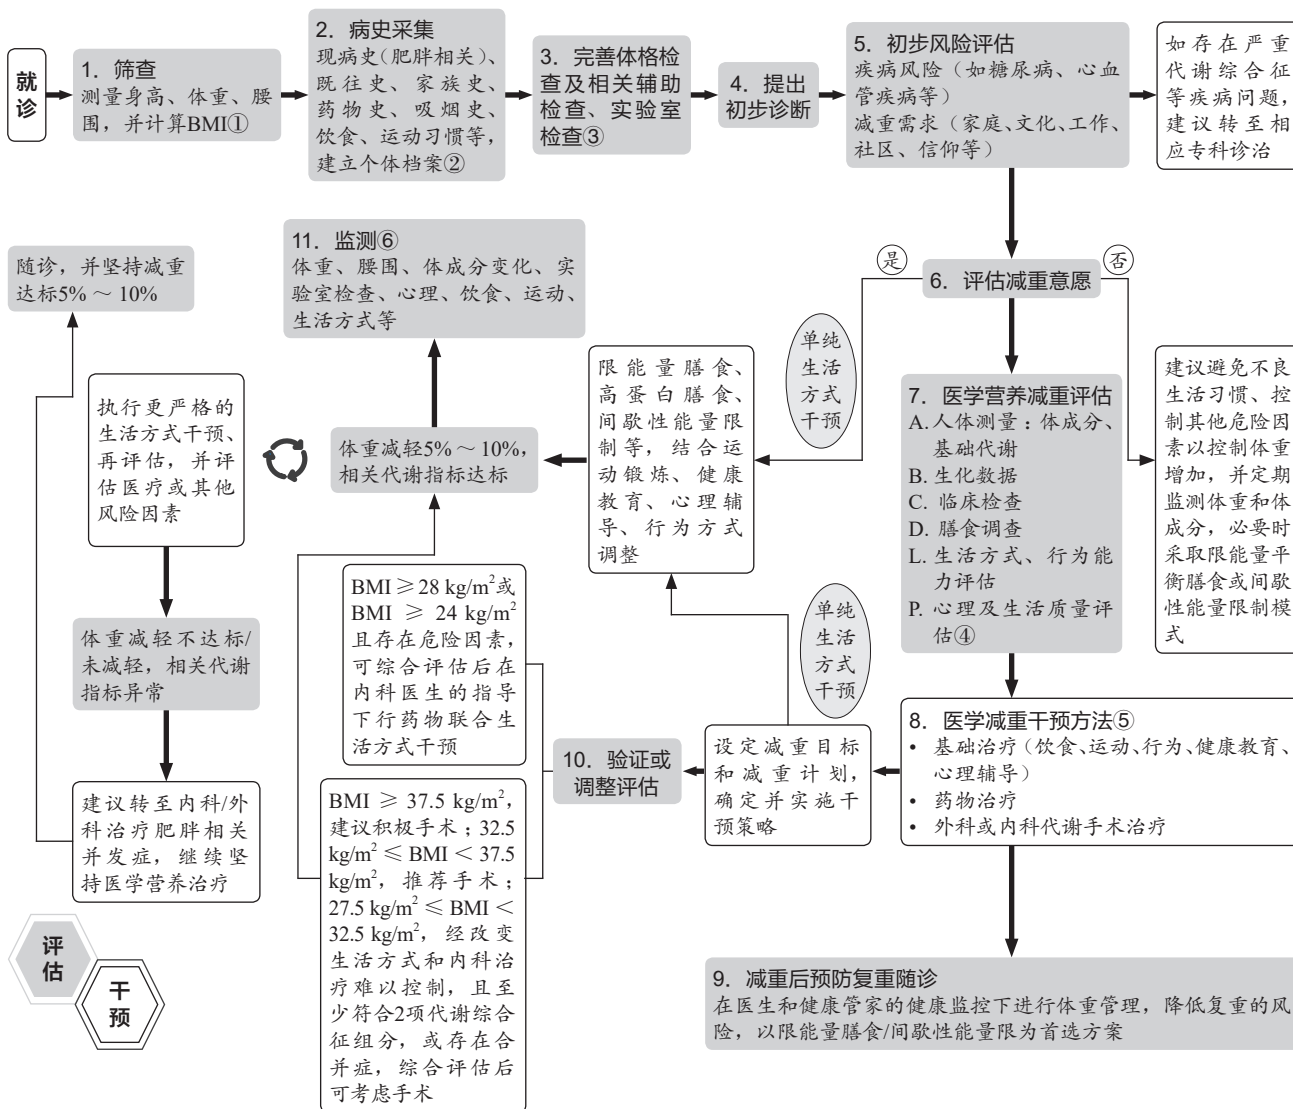 就
诊
1. 筛查
测量身高、体重、腰
围，并计算BMI①
2. 病史采集
现病史（肥胖相关）、
既往史、家族史、
药物史、吸烟史、
饮食、运动习惯等，
建立个体档案②
3. 完善体格检
查及相关辅助
检查、实验室
检查③
4. 提出
初步诊断
5. 初步风险评估
疾病风险（如糖尿病、心血
管疾病等）
减重需求（家庭、文化、工作、
社区、信仰等）
如存在严重
代谢综合征
等疾病问题，
建议转至相
应专科诊治
是
6. 评估减重意愿
否
单纯
生活
方式
干预
7. 医学营养减重评估
A. 人体测量：体成分、
基础代谢
B. 生化数据
C. 临床检查
D. 膳食调查
L. 生活方式、行为能
力评估
P. 心理及生活质量评
估④
建议避免不良
生活习惯、控
制其他危险因
素以控制体重
增加，并定期
监测体重和体
成分，必要时
采取限能量平
衡膳食或间歇
性能量限制模
式
限能量膳食、
高蛋白膳食、
间歇性能量限
制等，结合运
动锻炼、健康
教育、心理辅
导、行为方式
调整
8. 医学减重干预方法⑤
• 基础治疗（饮食、运动、行为、健康教育、
心理辅导）
• 药物治疗
• 外科或内科代谢手术治疗
单纯
生活
方式
干预
设定减重目标
和减重计划，
确定并实施干
预策略
9. 减重后预防复重随诊
在医生和健康管家的健康监控下进行体重管理，降低复重的风
险，以限能量膳食/间歇性能量限为首选方案
10. 验证或
调整评估
BMI ≥ 28 kg/m²或
BMI ≥ 24 kg/m²
且存在危险因素，
可综合评估后在
内科医生的指导
下行药物联合生
活方式干预
BMI ≥ 37.5 kg/m²，
建议积极手术；32.5
kg/m² ≤ BMI < 37.5
kg/m²，推荐手术；
27.5 kg/m² ≤ BMI <
32.5 kg/m²，经改变
生活方式和内科治
疗难以控制，且至
少符合2项代谢综合
征组分，或存在合
并症，综合评估后
可考虑手术
体重减轻5%～10%，
相关代谢指标达标
11. 监测⑥
体重、腰围、体成分变化、实
验室检查、心理、饮食、运动、
生活方式等
随诊，并坚持减重
达标5%～10%
执行更严格的
生活方式干预、
再评估，并评
估医疗或其他
风险因素
体重减轻不达标/
未减轻，相关代谢
指标异常
建议转至内科/外
科治疗肥胖相关
并发症，继续坚
持医学营养治疗
评
估
干
预